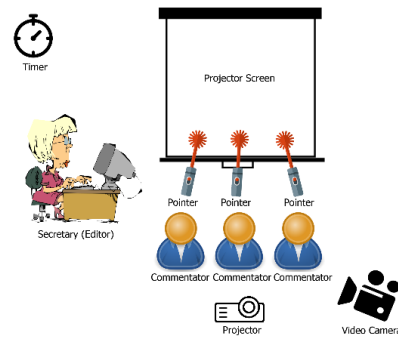 Timer
Projector Screen
Pointer Pointer Pointer
Secretary (Editor)
Commentator Commentator Commentator
Projector
Video Camera